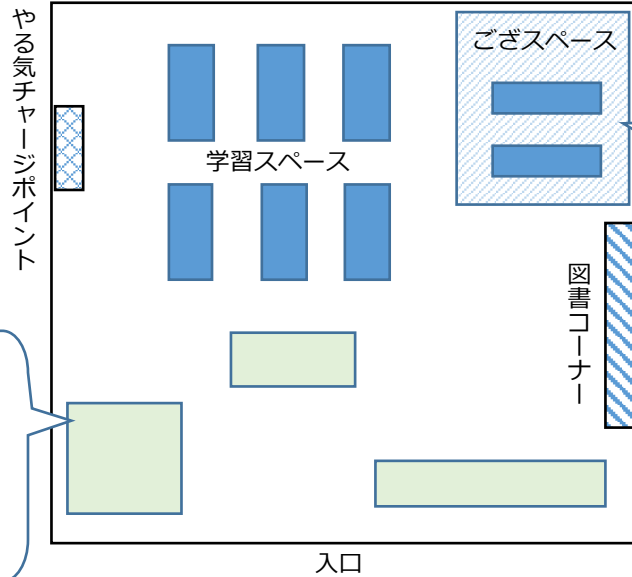 やる気チャージポイント
ござスペース
学習スペース
図書コーナー
入口